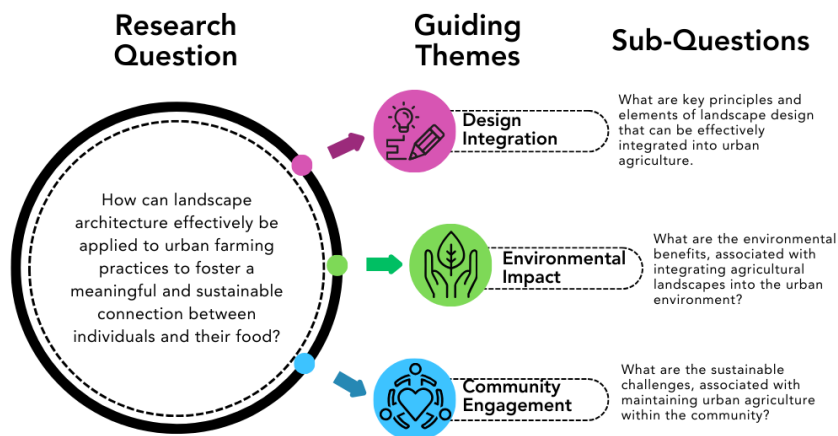 Research
Question
Guiding
Themes
Sub-Questions
How can landscape
architecture effectively be
applied to urban farming
practices to foster a
meaningful and sustainable
connection between
individuals and their food?
Design
Integration
What are key principles and
elements of landscape design
that can be effectively
integrated into urban
agriculture.
Environmental
Impact
What are the environmental
benefits, associated with
integrating agricultural
landscapes into the urban
environment?
Community
Engagement
What are the sustainable
challenges, associated with
maintaining urban agriculture
within the community?